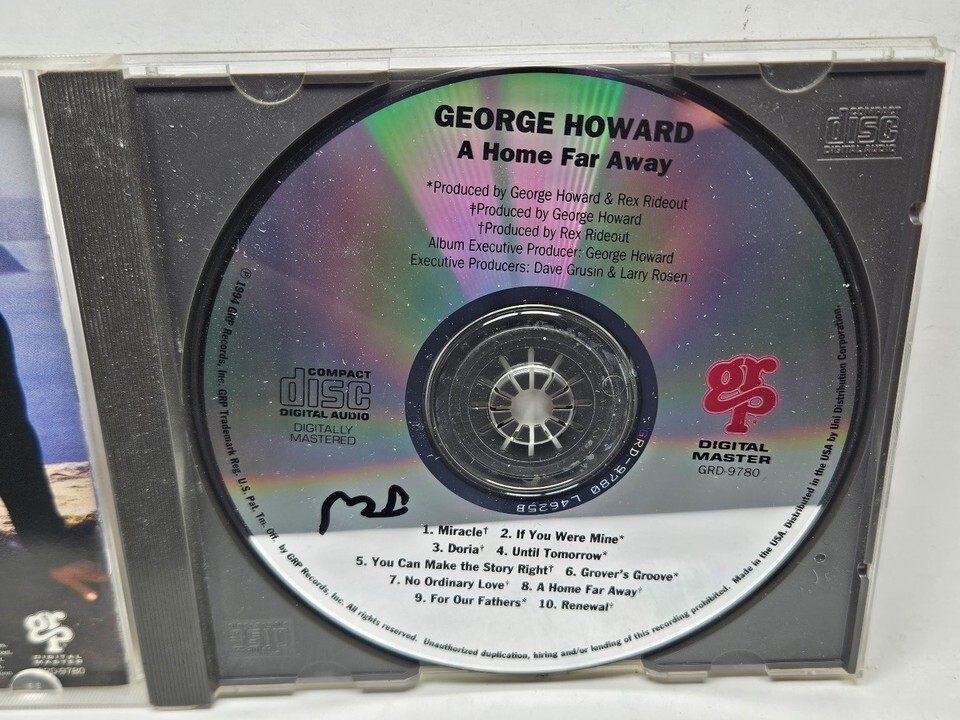 GEORGE HOWARD
A Home Far Away
*Produced by George Howard & Rex Rideout
‡Produced by George Howard
†Produced by Rex Rideout
Album Executive Producer: George Howard
Executive Producers: Dave Grusin & Larry Rosen
COMPACT
disc
DIGITAL AUDIO
DIGITALLY
MASTERED
grp
DIGITAL
MASTER
GRD-9780
GRD-9780 L4625B
1. Miracle† 2. If You Were Mine*
3. Doria† 4. Until Tomorrow*
5. You Can Make the Story Right† 6. Grover's Groove*
7. No Ordinary Love† 8. A Home Far Away‡
9. For Our Fathers* 10. Renewal†
℗ 1994 GRP Records, Inc. GRP Trademark Reg. U.S. Pat. Tm. Off. by GRP Records, Inc. All rights reserved. Unauthorized duplication, hiring and/or lending of this recording prohibited. Made in the USA. Distributed in the USA by Uni Distribution Corporation.
COMPACT
disc
DIGITAL AUDIO
grp
DIGITAL
MASTER
GRD-9780